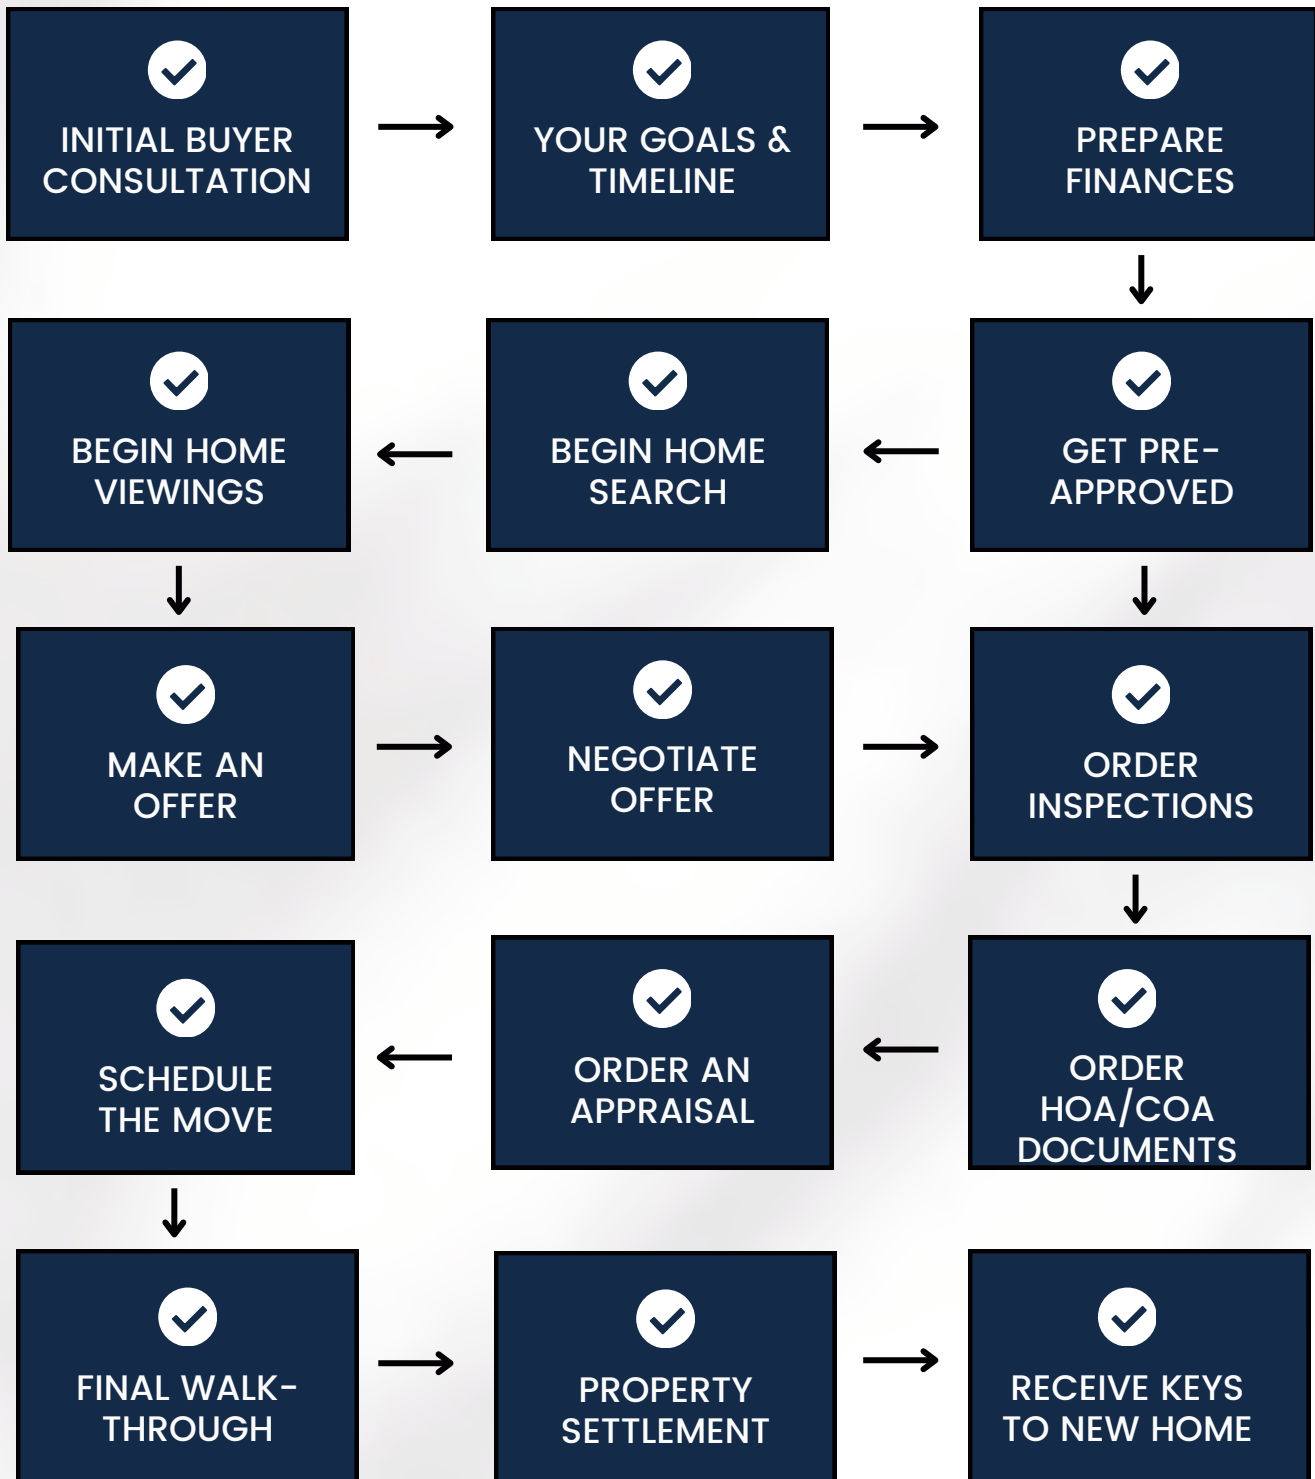 INITIAL BUYER
CONSULTATION
YOUR GOALS &
TIMELINE
PREPARE
FINANCES
BEGIN HOME
VIEWINGS
BEGIN HOME
SEARCH
GET PRE-
APPROVED
MAKE AN
OFFER
NEGOTIATE
OFFER
ORDER
INSPECTIONS
SCHEDULE
THE MOVE
ORDER AN
APPRAISAL
ORDER
HOA/COA
DOCUMENTS
FINAL WALK-
THROUGH
PROPERTY
SETTLEMENT
RECEIVE KEYS
TO NEW HOME